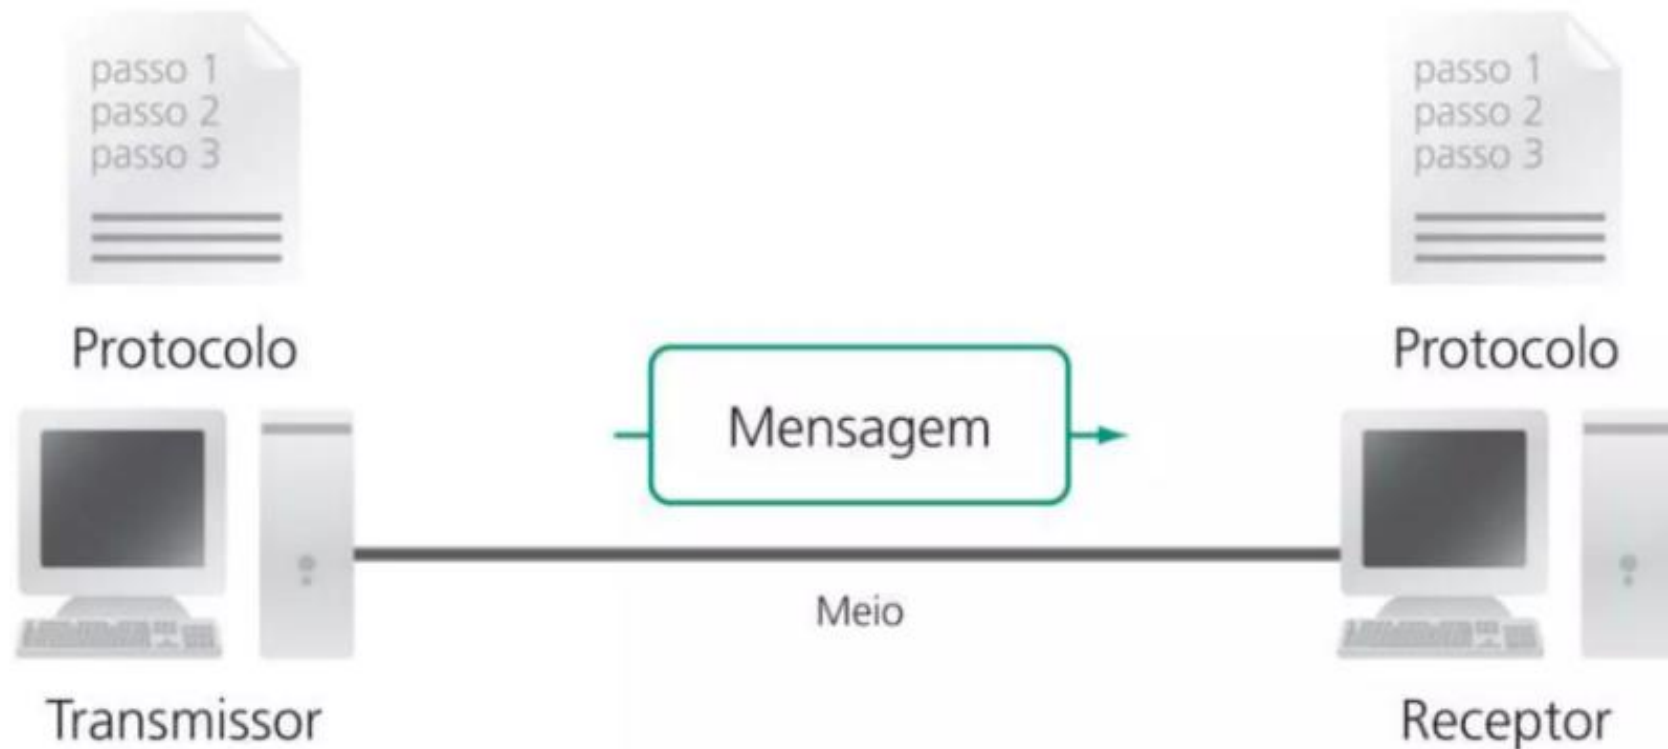 passo 1
passo 2
passo 3
Protocolo
passo 1
passo 2
passo 3
Protocolo
Mensagem
Meio
Transmissor
Receptor